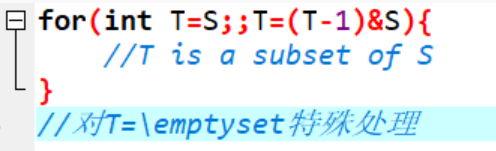 for(int T=S;;T=(T-1)&S){
//T is a subset of S
}
//对T=\emptyset特殊处理